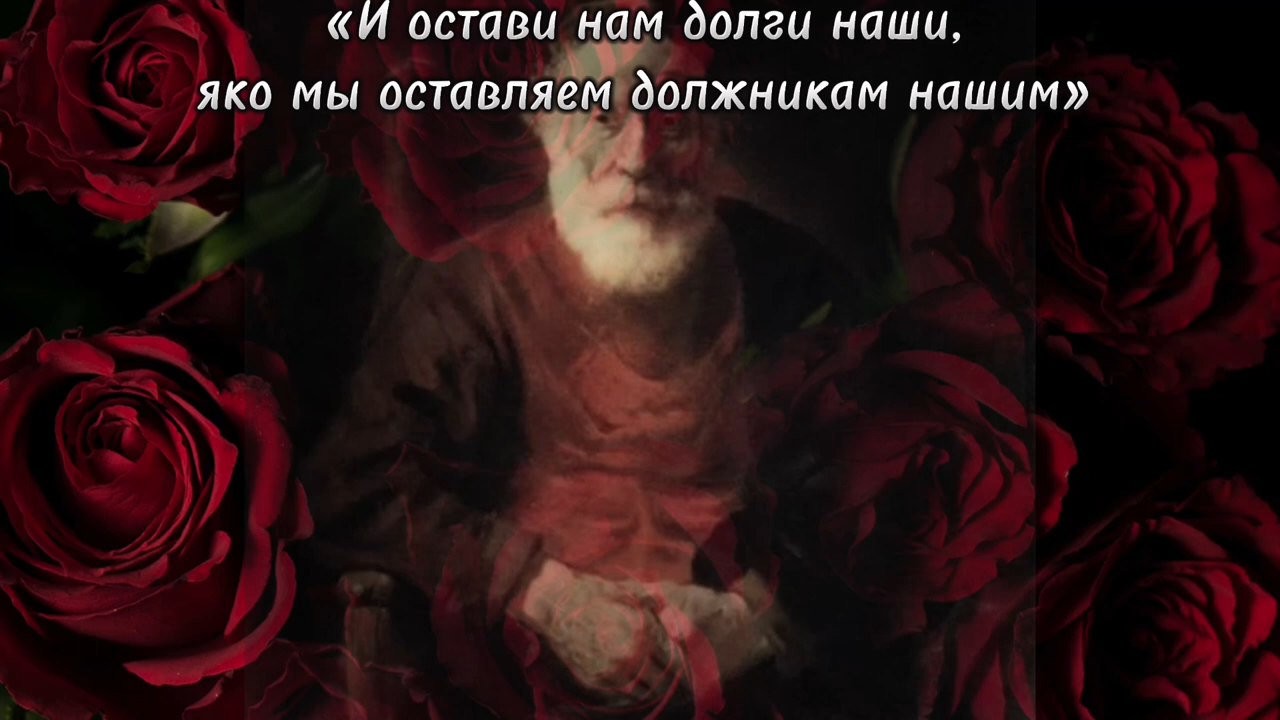 «И остави нам долги наши,
яко мы оставляем должникам нашим»